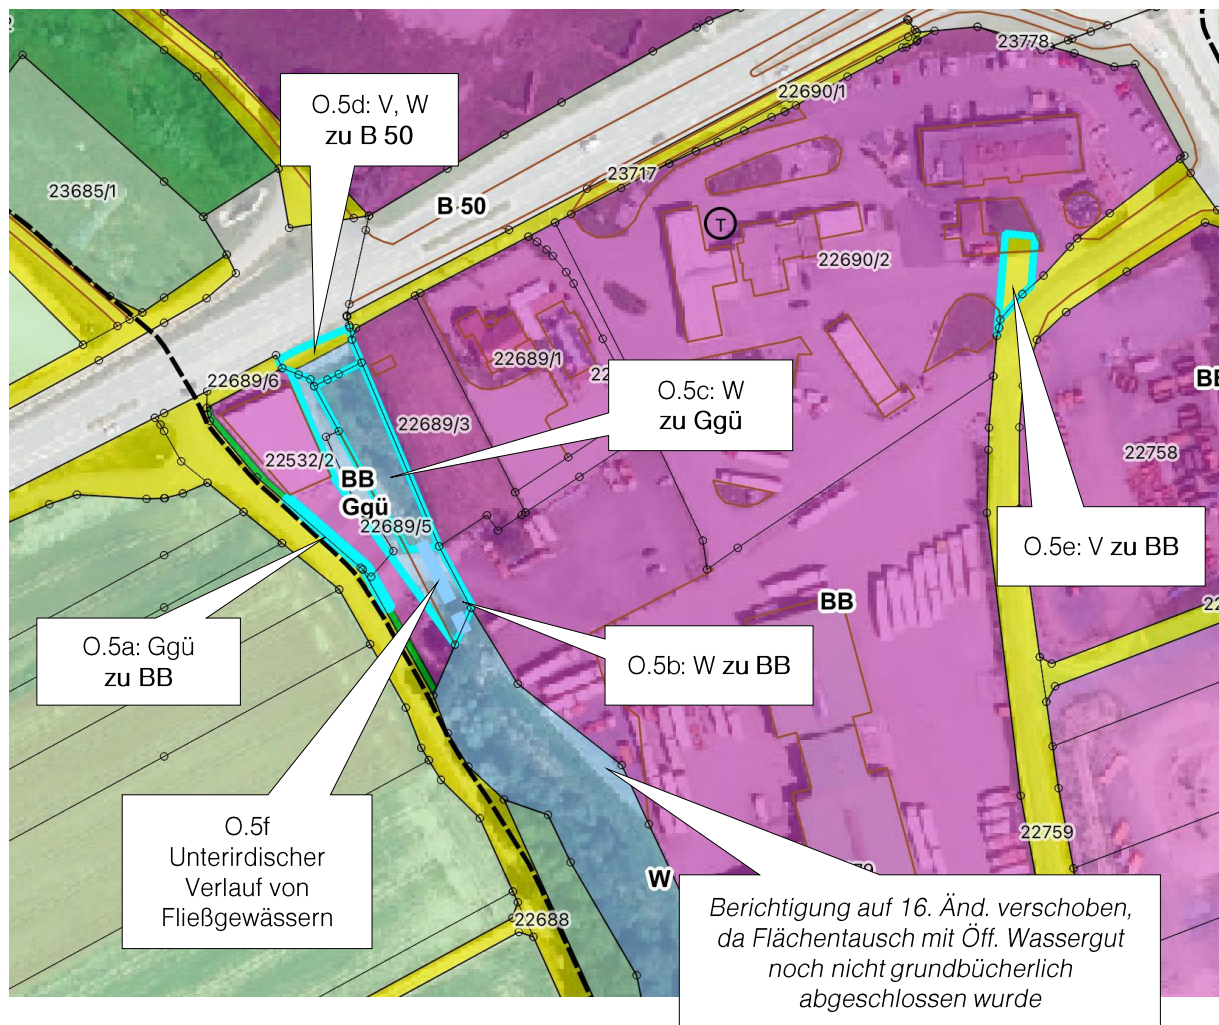 23778
22690/1
O.5d: V, W
zu B 50
23717
23685/1
B 50
T
22690/2
22689/1
22689/6
O.5c: W
zu Ggü
22689/3
22532/2
BB
Ggü
22689/5
22758
O.5e: V zu BB
BB
O.5a: Ggü
zu BB
O.5b: W zu BB
O.5f
Unterirdischer
Verlauf von
Fließgewässern
22759
W
22688
Berichtigung auf 16. Änd. verschoben,
da Flächentausch mit Öff. Wassergut
noch nicht grundbücherlich
abgeschlossen wurde